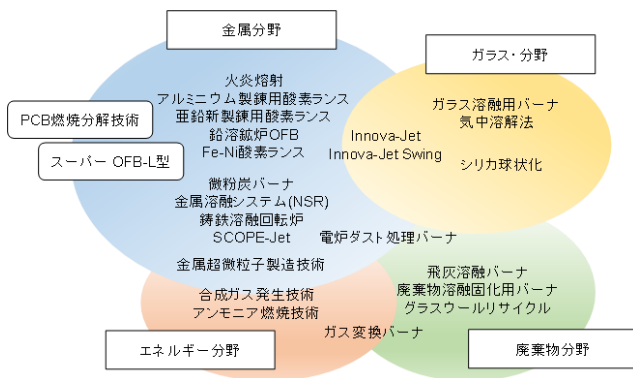 金属分野
ガラス・分野
火炎熔射
アルミニウム製錬用酸素ランス
亜鉛新製錬用酸素ランス
鉛溶鉱炉OFB
Fe-Ni酸素ランス
PCB燃焼分解技術
スーパー OFB-L型
Innova-Jet
Innova-Jet Swing
ガラス溶融用バーナ
気中溶解法
シリカ球状化
微粉炭バーナ
金属溶融システム(NSR)
鋳鉄溶融回転炉
SCOPE-Jet
電炉ダスト処理バーナ
金属超微粒子製造技術
合成ガス発生技術
アンモニア燃焼技術
ガス変換バーナ
飛灰溶融バーナ
廃棄物溶融固化用バーナ
グラスウールリサイクル
エネルギー分野
廃棄物分野